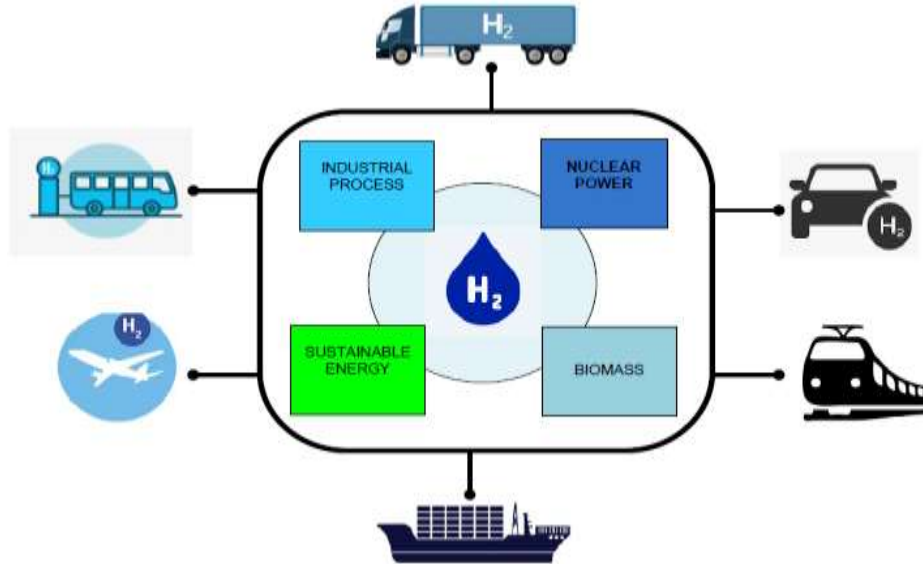 H2
INDUSTRIAL
PROCESS
NUCLEAR
POWER
H2
H2
H2
H2
SUSTAINABLE
ENERGY
BIOMASS